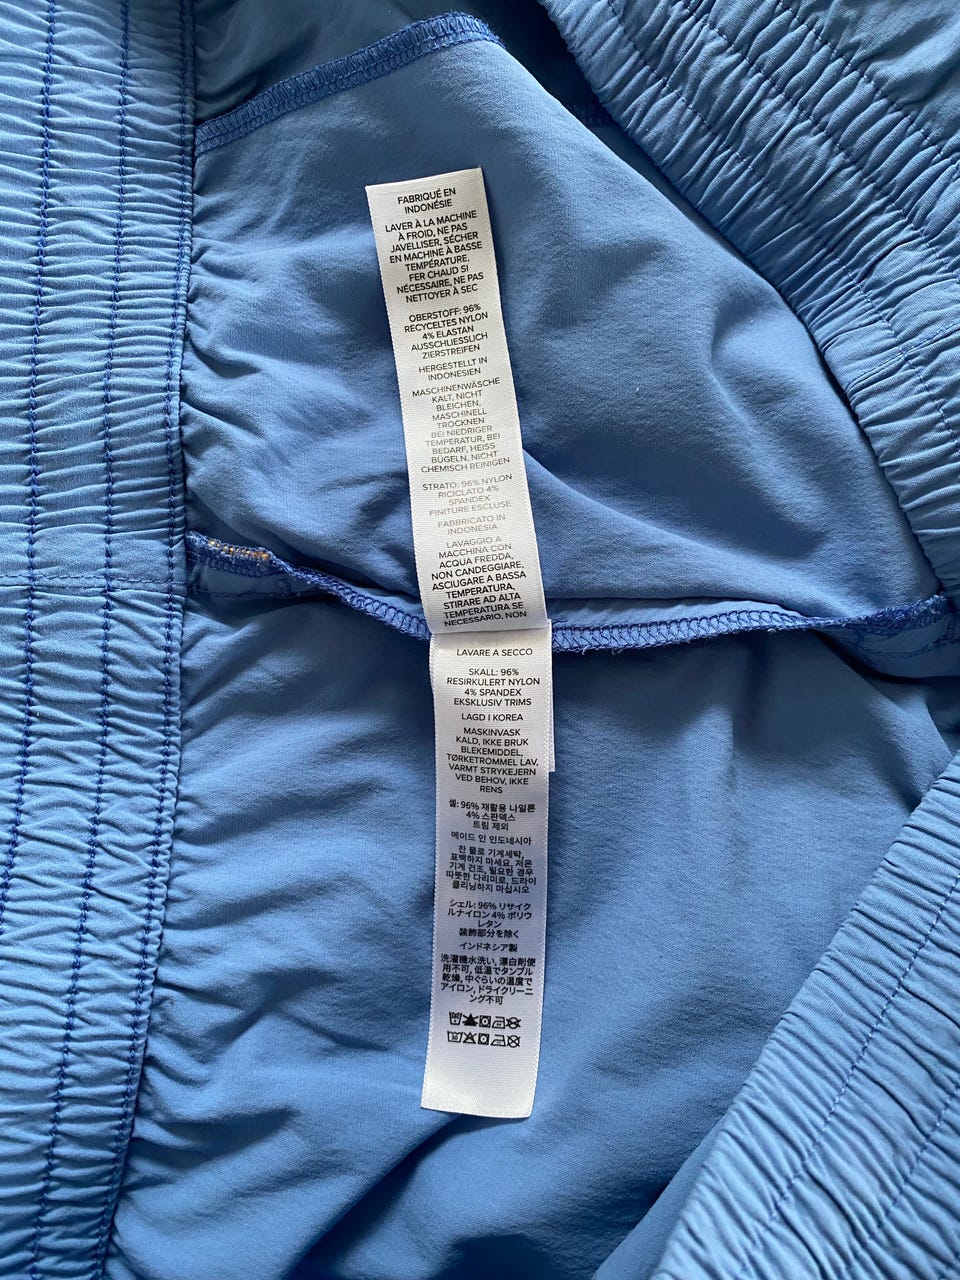 FABRIQUÉ EN
INDONÉSIE
LAVER À LA MACHINE
À FROID, NE PAS
JAVELLISER, SÉCHER
EN MACHINE À BASSE
TEMPÉRATURE,
FER CHAUD SI
NÉCESSAIRE, NE PAS
NETTOYER À SEC
OBERSTOFF: 96%
RECYCELTES NYLON
4% ELASTAN
AUSSCHLIESSLICH
ZIERSTREIFEN
HERGESTELLT IN
INDONESIEN
MASCHINENWÄSCHE
KALT, NICHT
BLEICHEN,
MASCHINELL
TROCKNEN
BEI NIEDRIGER
TEMPERATUR, BEI
BEDARF, HEISS
BÜGELN, NICHT
CHEMISCH REINIGEN
STRATO: 96% NYLON
RICICLATO 4%
SPANDEX
FINITURE ESCLUSE
FABBRICATO IN
INDONESIA
LAVAGGIO A
MACCHINA CON
ACQUA FREDDA,
NON CANDEGGIARE,
ASCIUGARE A BASSA
TEMPERATURA,
STIRARE AD ALTA
TEMPERATURA SE
NECESSARIO, NON
LAVARE A SECCO
SKALL: 96%
RESIRKULERT NYLON
4% SPANDEX
EKSKLUSIV TRIMS
LAGD I KOREA
MASKINVASK
KALD, IKKE BRUK
BLEKEMIDDEL,
TØRKETROMMEL LAV,
VARMT STRYKEJERN
VED BEHOV, IKKE
RENS
셸: 96% 재활용 나일론
4% 스판덱스
트림 제외
메이드 인 인도네시아
찬 물로 기계세탁,
표백하지 마세요, 저온
기계 건조, 필요한 경우
따뜻한 다리미로, 드라이
클리닝하지 마십시오
シェル: 96% リサイク
ルナイロン 4% ポリウ
レタン
装飾部分を除く
インドネシア製
洗濯機水洗い, 漂白剤使
用不可, 低温でタンブル
乾燥, 中ぐらいの温度で
アイロン, ドライクリーニ
ング不可